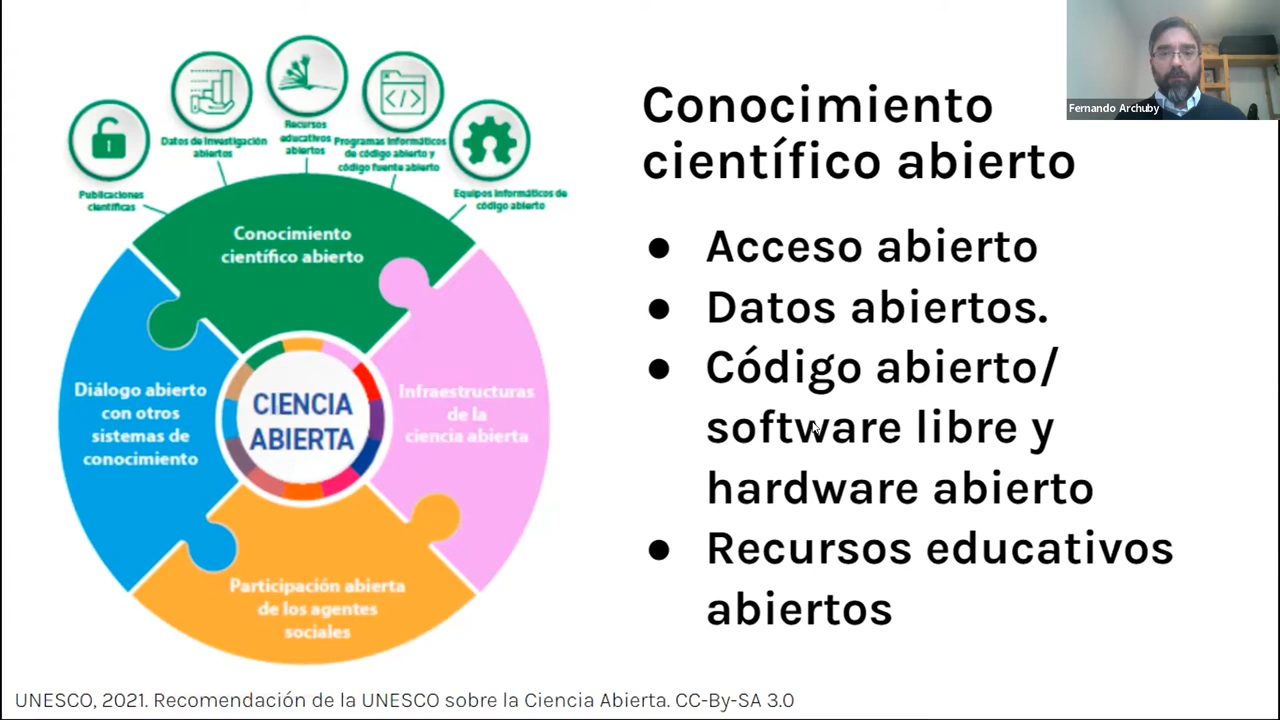 Fernando Archuby
Conocimiento
científico abierto
● Acceso abierto
● Datos abiertos.
● Código abierto/
software libre y
hardware abierto
● Recursos educativos
abiertos
Publicaciones
científicas
Datos de Investigación
abiertos
Recursos
educativos
abiertos
Programas informáticos
de código abierto y
código fuente abierto
Equipos informáticos de
código abierto
Conocimiento
científico abierto
Diálogo abierto
con otros
sistemas de
conocimiento
CIENCIA
ABIERTA
Infraestructuras
de la
ciencia abierta
Participación abierta
de los agentes
sociales
UNESCO, 2021. Recomendación de la UNESCO sobre la Ciencia Abierta. CC-By-SA 3.0